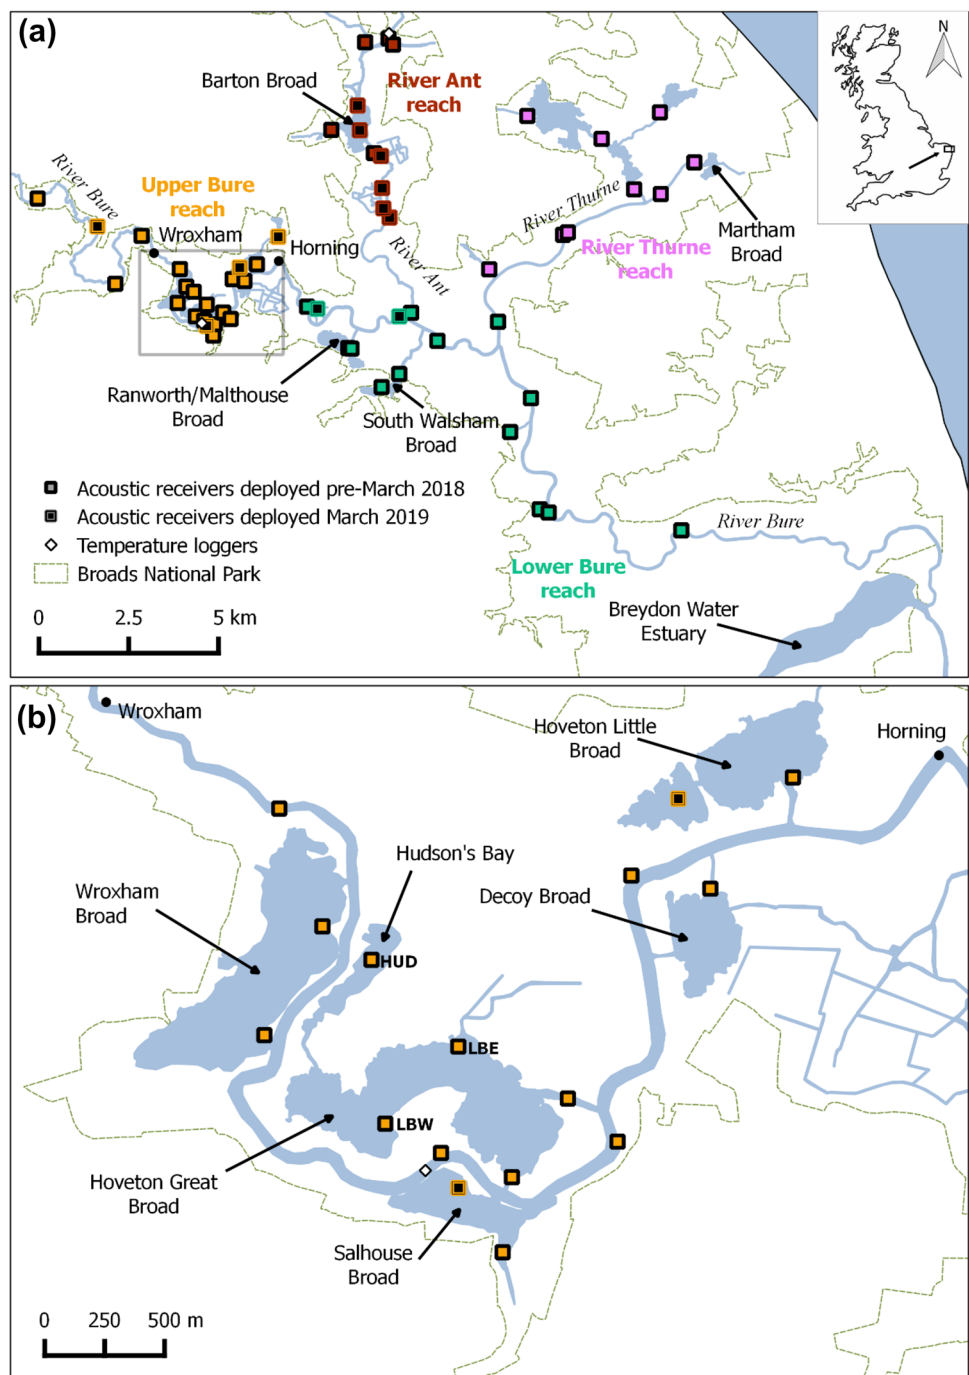 (a)
N
Barton Broad
River Ant
reach
River Bure
Upper Bure
reach
Wroxham
Horning
River Thurne
River Ant
River Thurne
reach
Martham
Broad
Ranworth/Malthouse
Broad
South Walsham
Broad
Acoustic receivers deployed pre-March 2018
Acoustic receivers deployed March 2019
Temperature loggers
Broads National Park
River Bure
Lower Bure
reach
0 2.5 5 km
Breydon Water
Estuary
(b)
Wroxham
Hoveton Little
Broad
Horning
Hudson's Bay
Wroxham
Broad
Decoy Broad
HUD
LBE
LBW
Hoveton Great
Broad
Salhouse
Broad
0 250 500 m